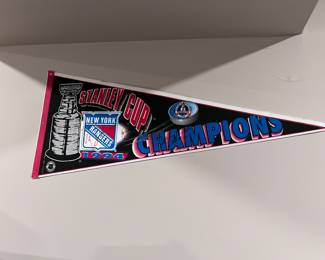 STANLEY CUP
NEW YORK
RANGERS
1994
CHAMPIONS